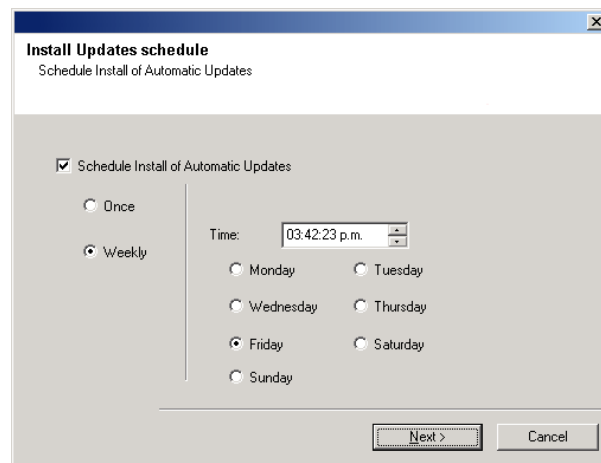 Install Updates schedule
Schedule Install of Automatic Updates
Schedule Install of Automatic Updates
Once
Weekly
Time: 03:42:23 p.m.
Monday Tuesday
Wednesday Thursday
Friday Saturday
Sunday
Next > Cancel